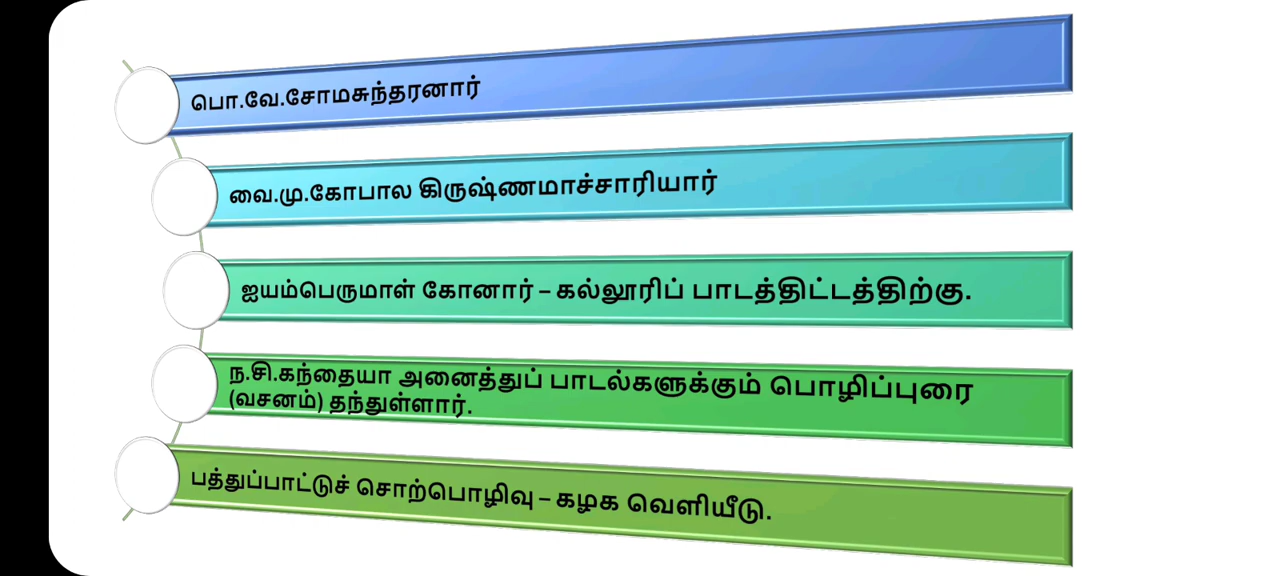 பொ.வே.சோமசுந்தரனார்
வை.மு.கோபால கிருஷ்ணமாச்சாரியார்
ஐயம்பெருமாள் கோனார் – கல்லூரிப் பாடத்திட்டத்திற்கு.
ந.சி.கந்தையா அனைத்துப் பாடல்களுக்கும் பொழிப்புரை
(வசனம்) தந்துள்ளார்.
பத்துப்பாட்டுச் சொற்பொழிவு – கழக வெளியீடு.